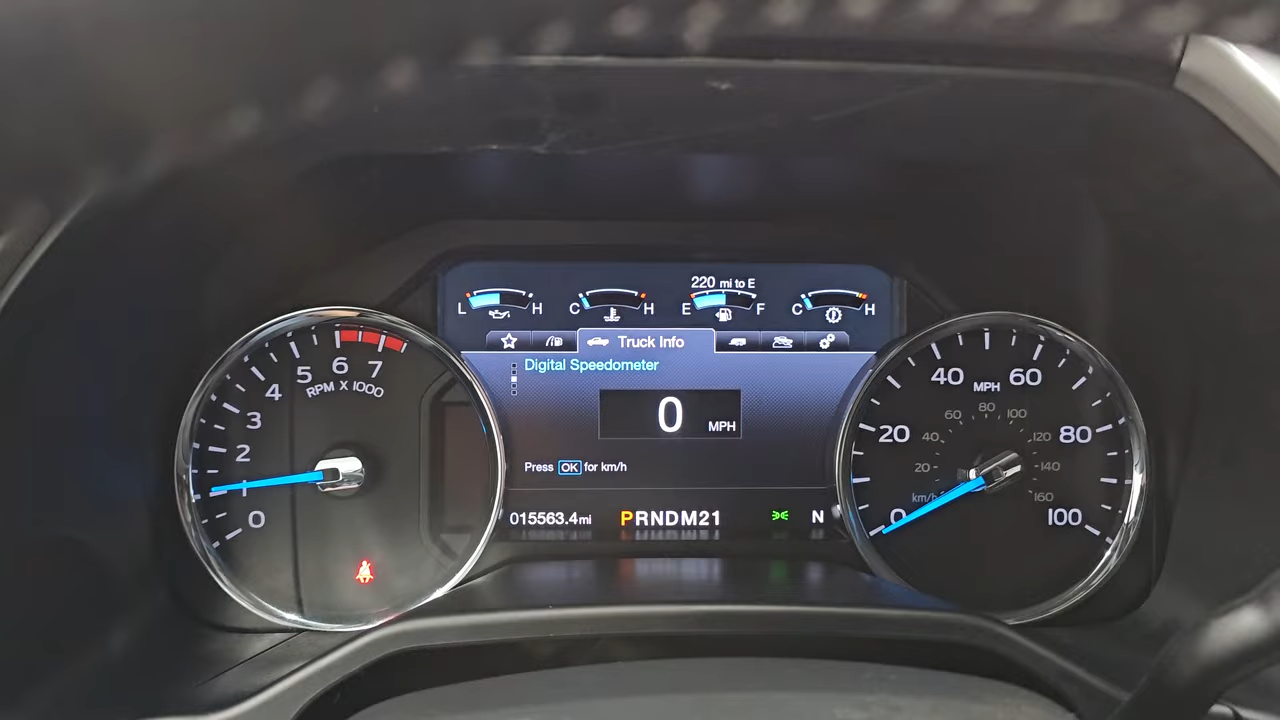 220 mi to E
L H C H E F C H
Truck Info
Digital Speedometer
0 MPH
Press OK for km/h
015563.4mi PRNDM21 N
0 2 3 4 5 6 7
RPM X 1000
0 20 40 60 80 100
MPH
20 40 60 80 100 120 140 160
km/h